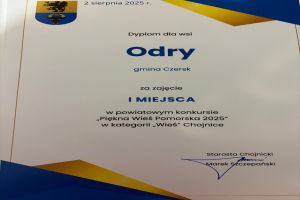 2 sierpnia 2025 r.
Dyplom dla wsi
Odry
gmina Czersk
za zajęcie
I MIEJSCA
w powiatowym konkursie
„Piękna Wieś Pomorska 2025”
w kategorii „Wieś” Chojnice
Starosta Chojnicki
Marek Szczepański